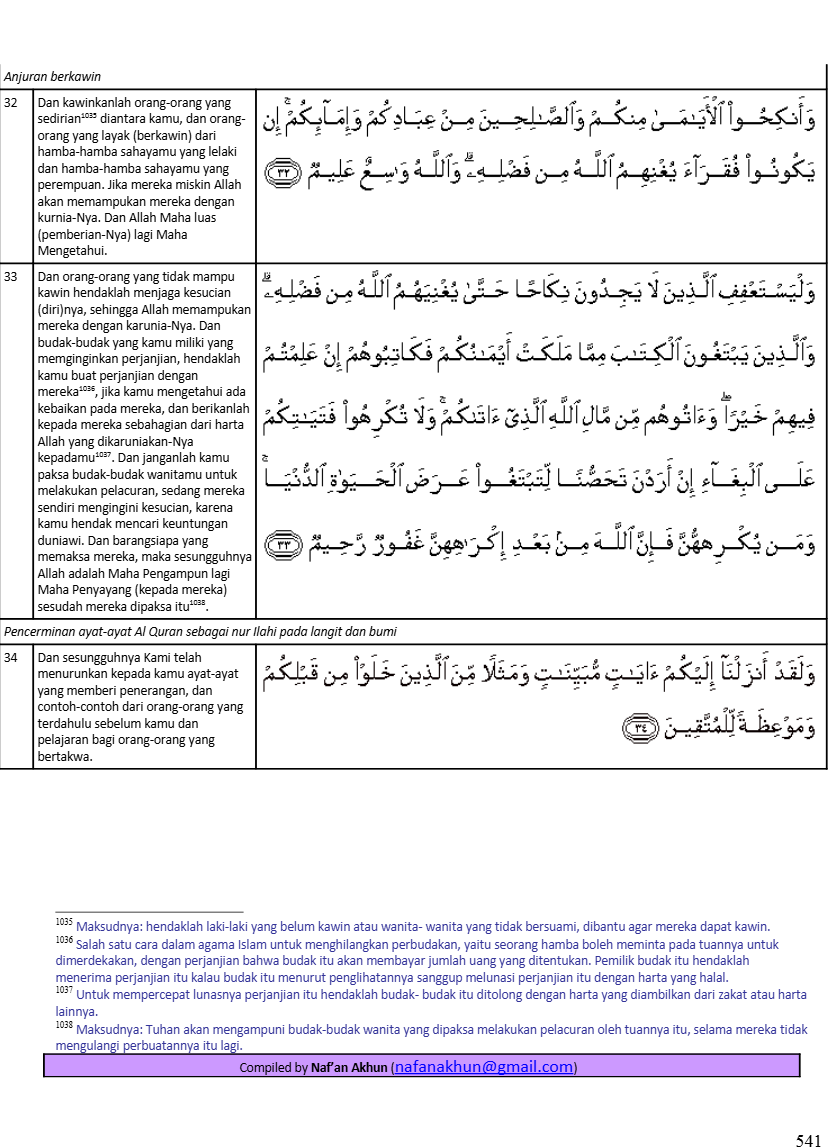 Anjuran berkawin
32
Dan kawinkanlah orang-orang yang
sedirian1035 diantara kamu, dan orang-
orang yang layak (berkawin) dari
hamba-hamba sahayamu yang lelaki
dan hamba-hamba sahayamu yang
perempuan. Jika mereka miskin Allah
akan memampukan mereka dengan
kurnia-Nya. Dan Allah Maha luas
(pemberian-Nya) lagi Maha
Mengetahui.
وَأَنكِحُواْ ٱلْأَيَـٰمَىٰ مِنكُمْ وَٱلصَّـٰلِحِينَ مِنْ عِبَادِكُمْ وَإِمَآئِكُمْ ۚ إِن
يَكُونُواْ فُقَرَآءَ يُغْنِهِمُ ٱللَّهُ مِن فَضْلِهِۦ ۗ وَٱللَّهُ وَٰسِعٌ عَلِيمٌ ٣٢
33
Dan orang-orang yang tidak mampu
kawin hendaklah menjaga kesucian
(diri)nya, sehingga Allah memampukan
mereka dengan karunia-Nya. Dan
budak-budak yang kamu miliki yang
memginginkan perjanjian, hendaklah
kamu buat perjanjian dengan
mereka1036, jika kamu mengetahui ada
kebaikan pada mereka, dan berikanlah
kepada mereka sebahagian dari harta
Allah yang dikaruniakan-Nya
kepadamu1037. Dan janganlah kamu
paksa budak-budak wanitamu untuk
melakukan pelacuran, sedang mereka
sendiri mengingini kesucian, karena
kamu hendak mencari keuntungan
duniawi. Dan barangsiapa yang
memaksa mereka, maka sesungguhnya
Allah adalah Maha Pengampun lagi
Maha Penyayang (kepada mereka)
sesudah mereka dipaksa itu1038.
وَلْيَسْتَعْفِفِ ٱلَّذِينَ لَا يَجِدُونَ نِكَاحًا حَتَّىٰ يُغْنِيَهُمُ ٱللَّهُ مِن فَضْلِهِۦ ۗ
وَٱلَّذِينَ يَبْتَغُونَ ٱلْكِتَـٰبَ مِمَّا مَلَكَتْ أَيْمَـٰنُكُمْ فَكَاتِبُوهُمْ إِنْ عَلِمْتُمْ
فِيهِمْ خَيْرًا ۖ وَءَاتُوهُم مِّن مَّالِ ٱللَّهِ ٱلَّذِىٓ ءَاتَىٰكُمْ ۚ وَلَا تُكْرِهُواْ فَتَيَـٰتِكُمْ
عَلَى ٱلْبِغَآءِ إِنْ أَرَدْنَ تَحَصُّنًا لِّتَبْتَغُواْ عَرَضَ ٱلْحَيَوٰةِ ٱلدُّنْيَا ۚ
وَمَن يُكْرِههُّنَّ فَإِنَّ ٱللَّهَ مِنۢ بَعْدِ إِكْرَٰهِهِنَّ غَفُورٌ رَّحِيمٌ ٣٣
Pencerminan ayat-ayat Al Quran sebagai nur Ilahi pada langit dan bumi
34
Dan sesungguhnya Kami telah
menurunkan kepada kamu ayat-ayat
yang memberi penerangan, dan
contoh-contoh dari orang-orang yang
terdahulu sebelum kamu dan
pelajaran bagi orang-orang yang
bertakwa.
وَلَقَدْ أَنزَلْنَآ إِلَيْكُمْ ءَايَـٰتٍ مُّبَيِّنَـٰتٍ وَمَثَلًا مِّنَ ٱلَّذِينَ خَلَوْاْ مِن قَبْلِكُمْ
وَمَوْعِظَةً لِّلْمُتَّقِينَ ٣٤
1035 Maksudnya: hendaklah laki-laki yang belum kawin atau wanita- wanita yang tidak bersuami, dibantu agar mereka dapat kawin.
1036 Salah satu cara dalam agama Islam untuk menghilangkan perbudakan, yaitu seorang hamba boleh meminta pada tuannya untuk
dimerdekakan, dengan perjanjian bahwa budak itu akan membayar jumlah uang yang ditentukan. Pemilik budak itu hendaklah
menerima perjanjian itu kalau budak itu menurut penglihatannya sanggup melunasi perjanjian itu dengan harta yang halal.
1037 Untuk mempercepat lunasnya perjanjian itu hendaklah budak- budak itu ditolong dengan harta yang diambilkan dari zakat atau harta
lainnya.
1038 Maksudnya: Tuhan akan mengampuni budak-budak wanita yang dipaksa melakukan pelacuran oleh tuannya itu, selama mereka tidak
mengulangi perbuatannya itu lagi.
Compiled by Naf’an Akhun (nafanakhun@gmail.com)
541